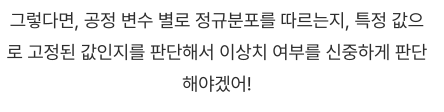 그렇다면, 공정 변수 별로 정규분포를 따르는지, 특정 값으
로 고정된 값인지를 판단해서 이상치 여부를 신중하게 판단
해야겠어!